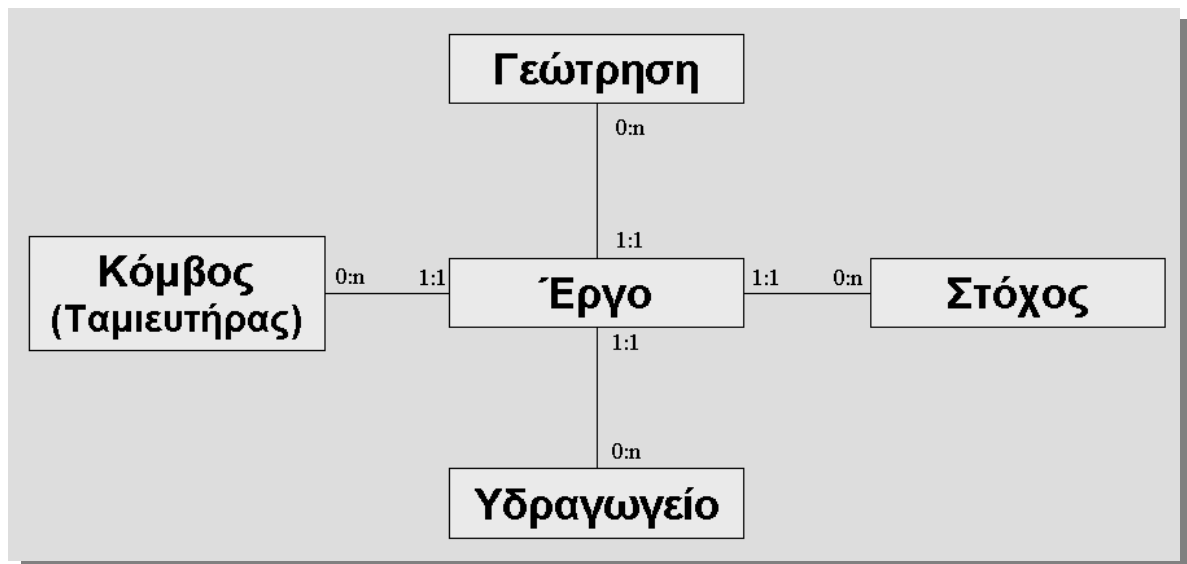 Γεώτρηση
0:n
1:1
Κόμβος
(Ταμιευτήρας)
0:n
1:1
Έργο
1:1
0:n
Στόχος
1:1
0:n
Υδραγωγείο